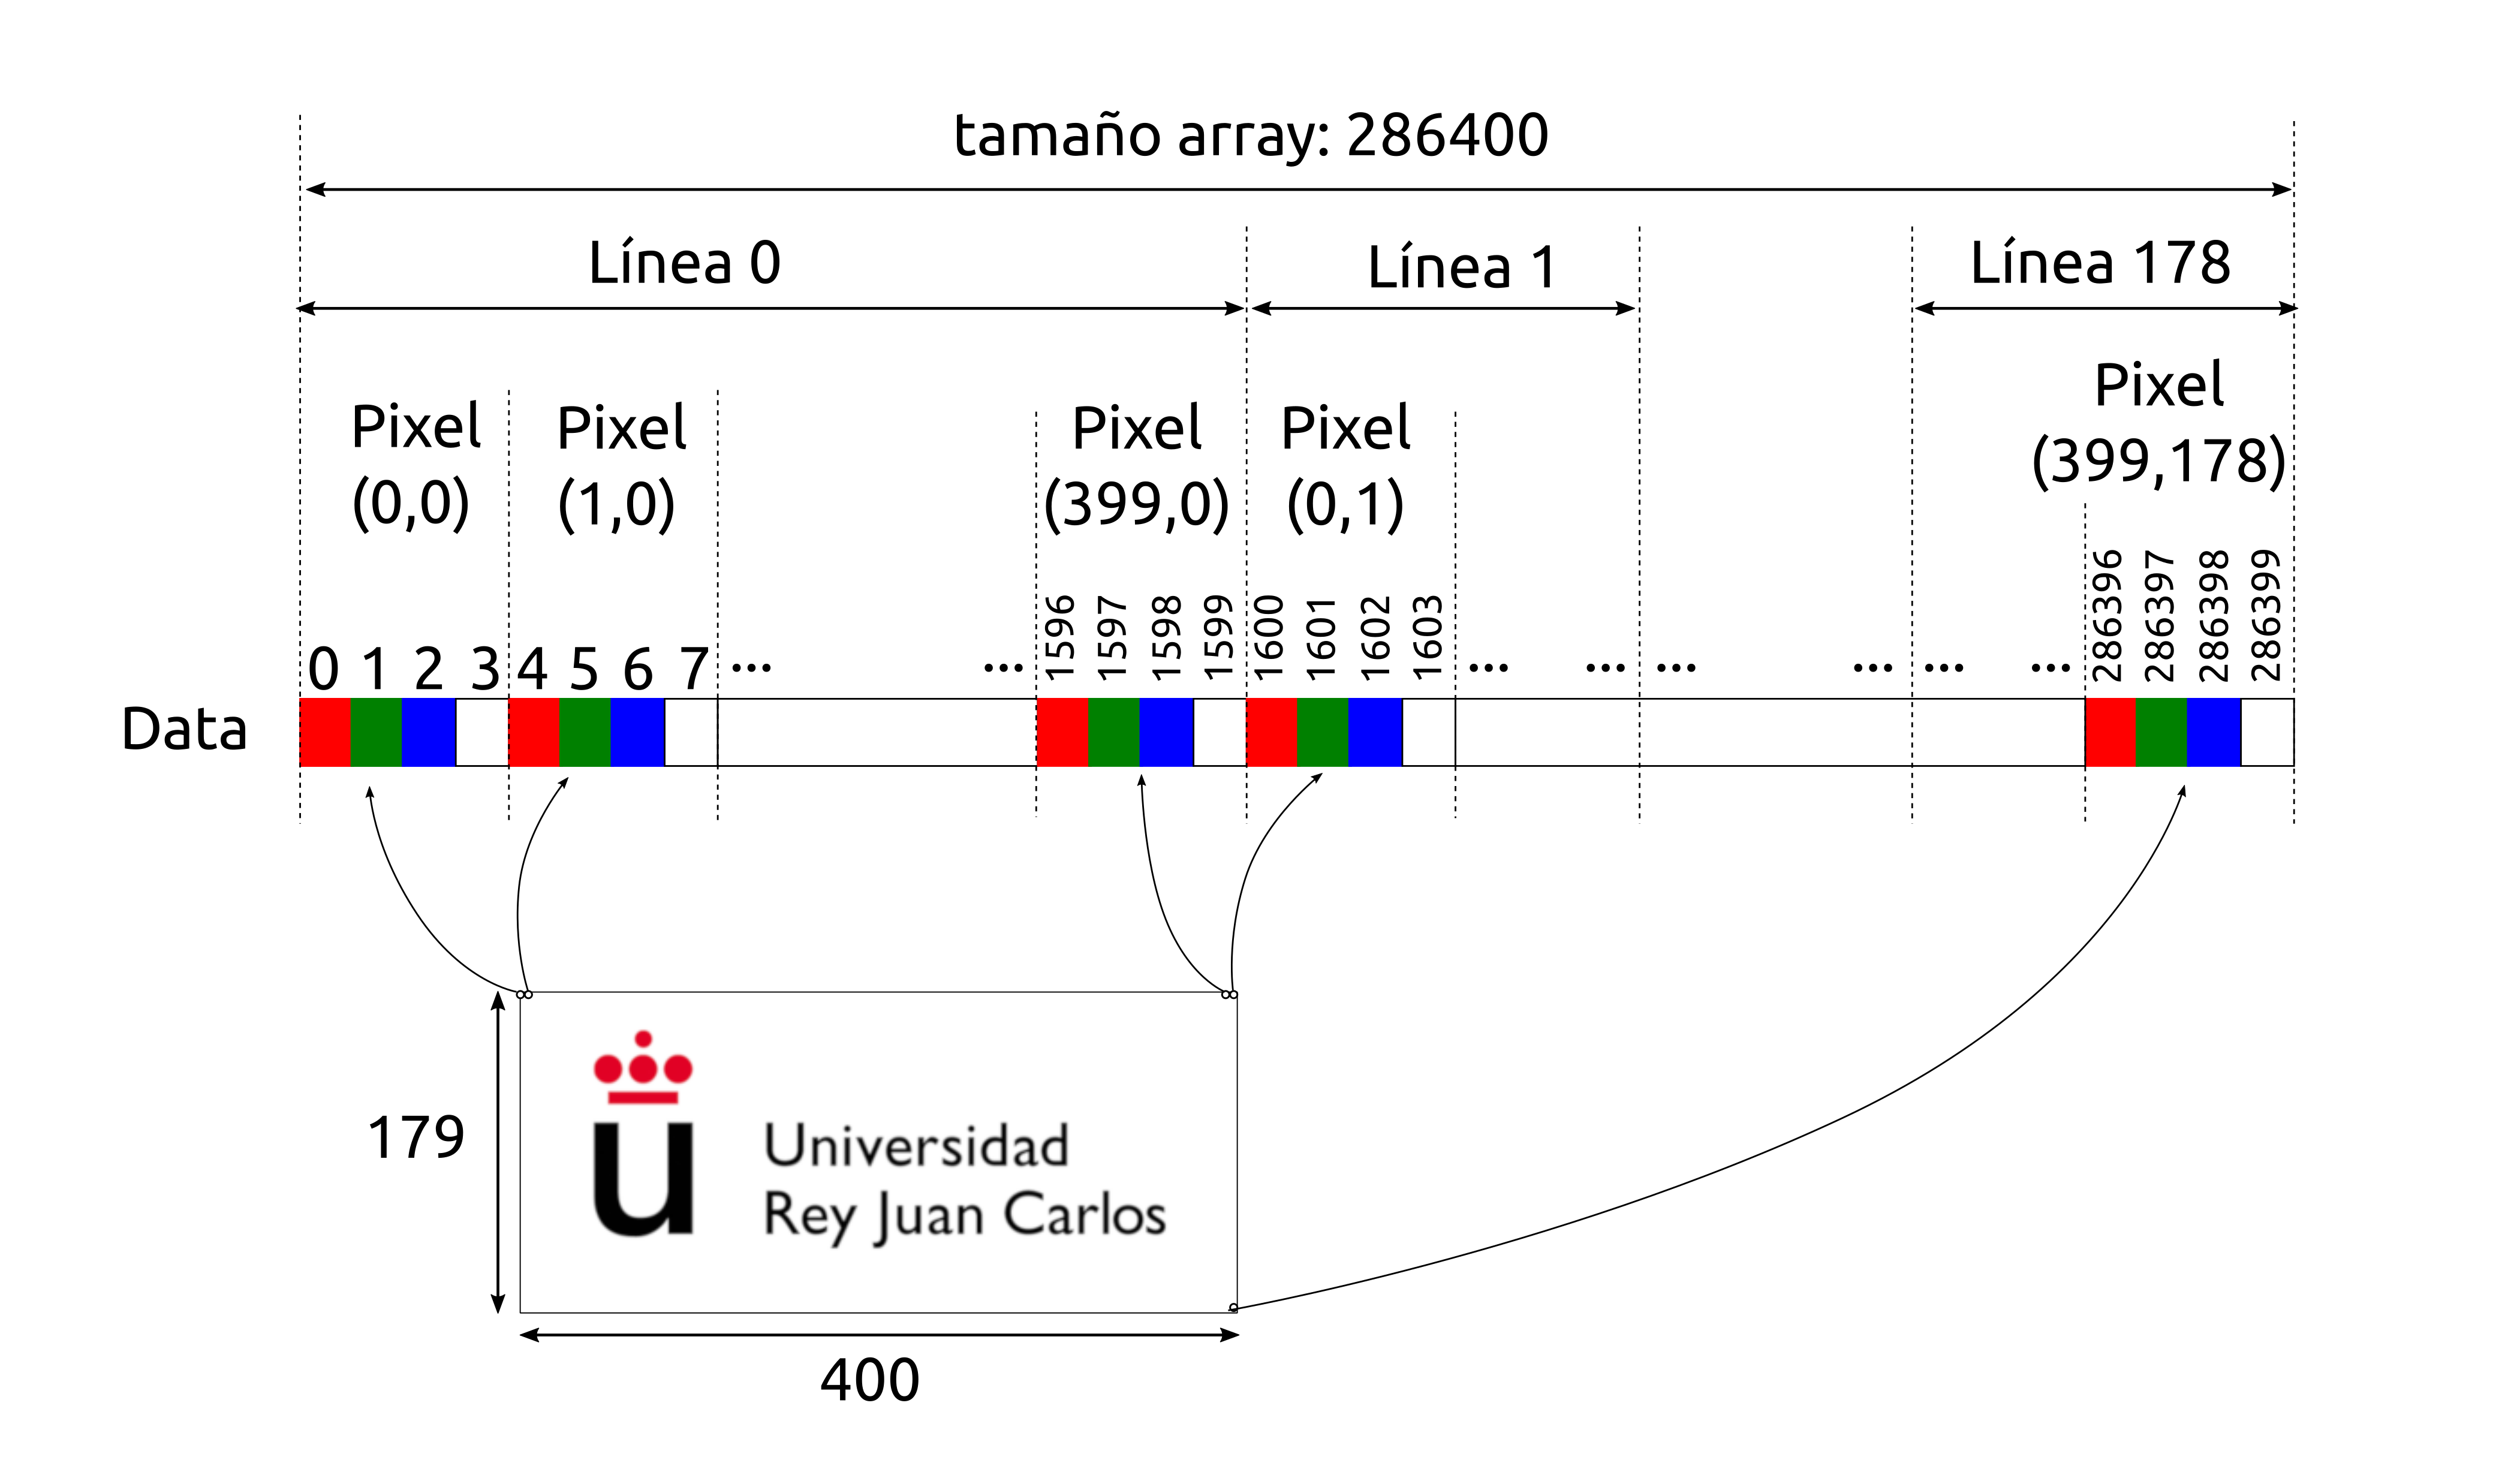 tamaño array: 286400
Línea 0
Línea 1
Línea 178
Pixel
(0,0)
Pixel
(1,0)
Pixel
(399,0)
Pixel
(0,1)
Pixel
(399,178)
0 1 2 3 4 5 6 7 ... ... 1596 1597 1598 1599 1600 1601 1602 1603 ... ... ... ... ... ... 286396 286397 286398 286399
Data
179
Universidad
Rey Juan Carlos
400